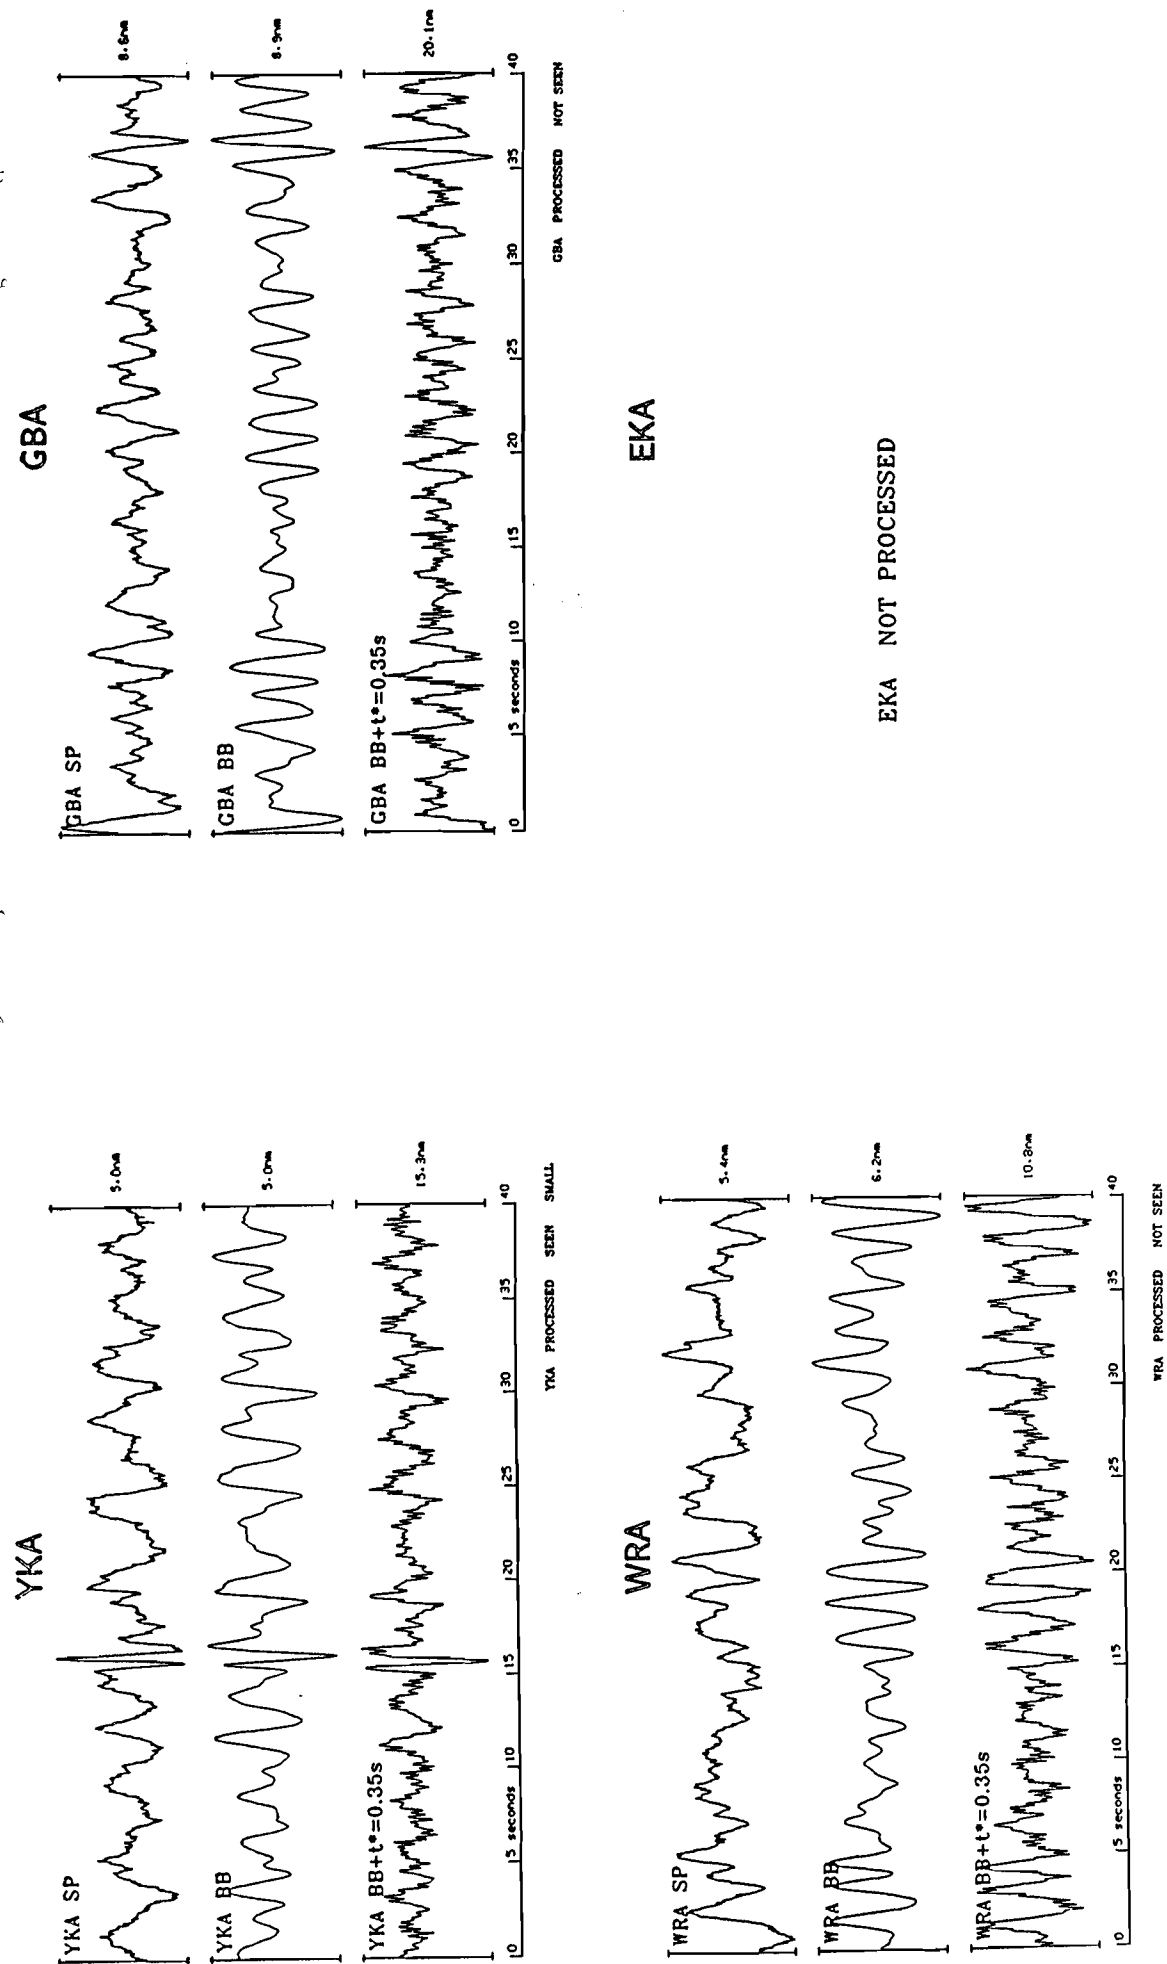 YKA
YKA SP
5.0nm
YKA BB
5.0nm
YKA BB+t*=0.35s
15.3nm
0 5 seconds 10 15 20 25 30 35 40
YKA PROCESSED SEEN SMALL
GBA
GBA SP
8.6nm
GBA BB
8.9nm
GBA BB+t*=0.35s
20.1nm
0 5 seconds 10 15 20 25 30 35 40
GBA PROCESSED NOT SEEN
WRA
WRA SP
5.4nm
WRA BB
6.2nm
WRA BB+t*=0.35s
10.8nm
0 5 seconds 10 15 20 25 30 35 40
WRA PROCESSED NOT SEEN
EKA
EKA NOT PROCESSED